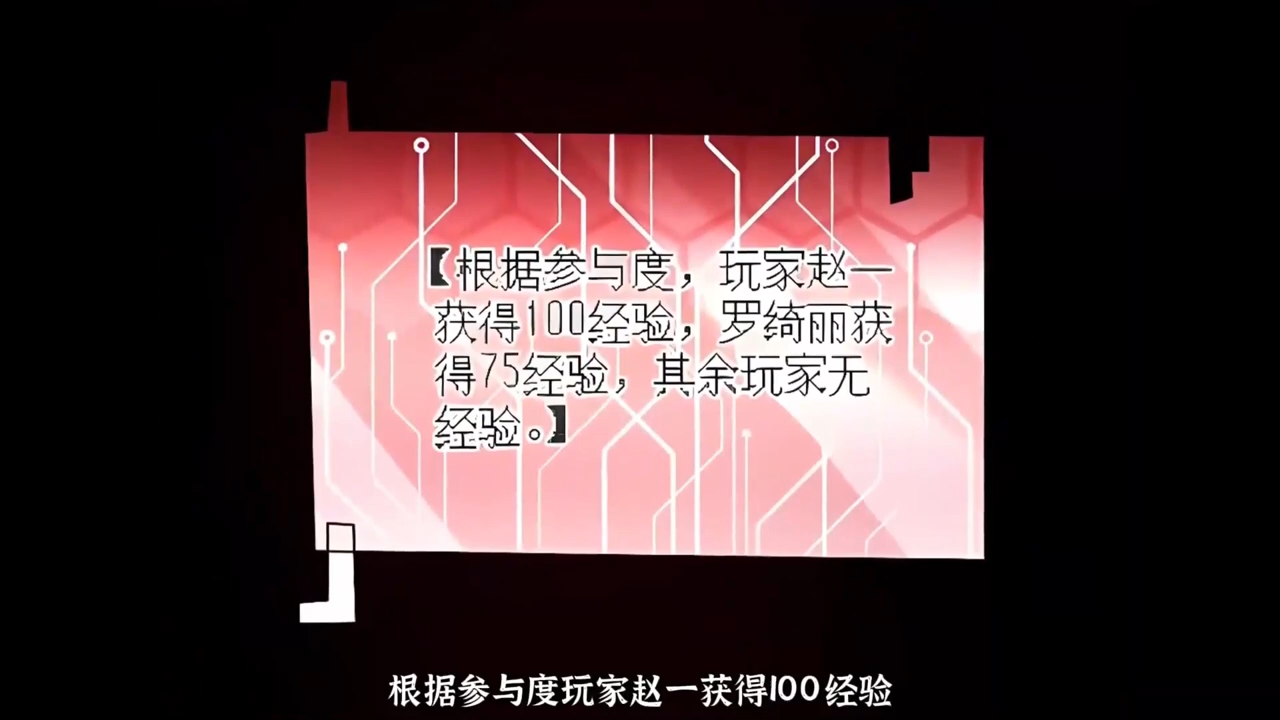 【根据参与度，玩家赵一
获得100经验，罗绮丽获
得75经验，其余玩家无
经验。】
根据参与度玩家赵一获得100经验